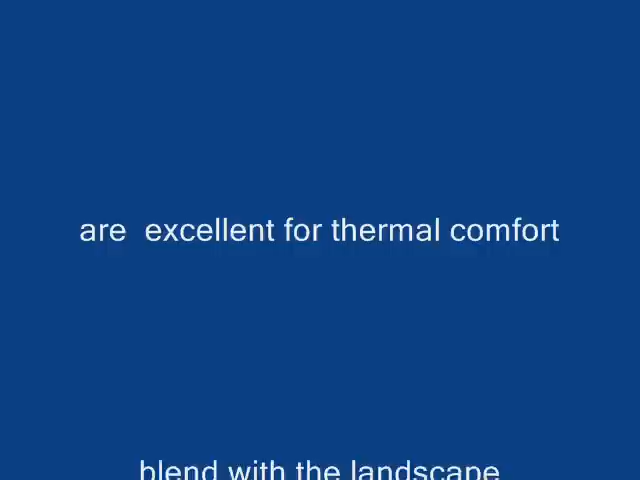 are  excellent for thermal comfort
blend with the landscape